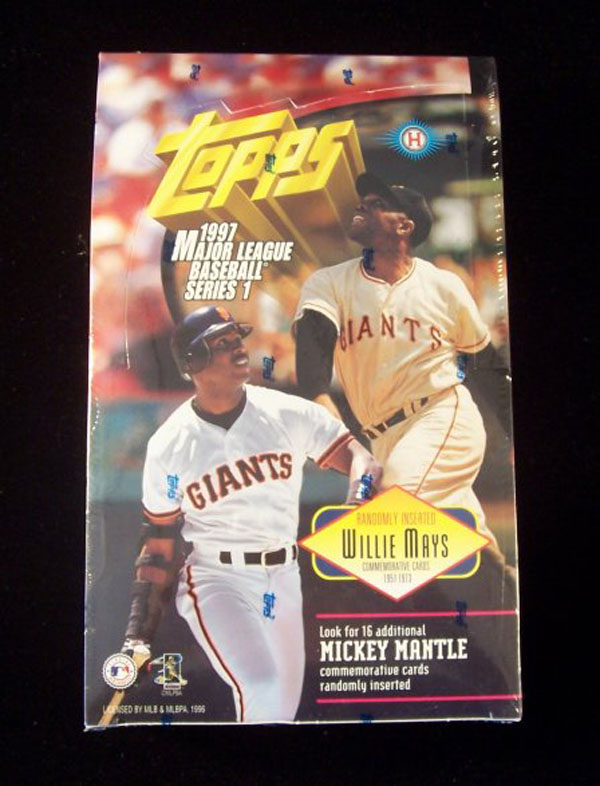 Topps
H
1997
MAJOR LEAGUE
BASEBALL
SERIES 1
GIANTS
GIANTS
RANDOMLY INSERTED
WILLIE MAYS
COMMEMORATIVE CARDS
1951-1973
Look for 16 additional
MICKEY MANTLE
commemorative cards
randomly inserted
LICENSED BY MLB & MLBPA, 1996